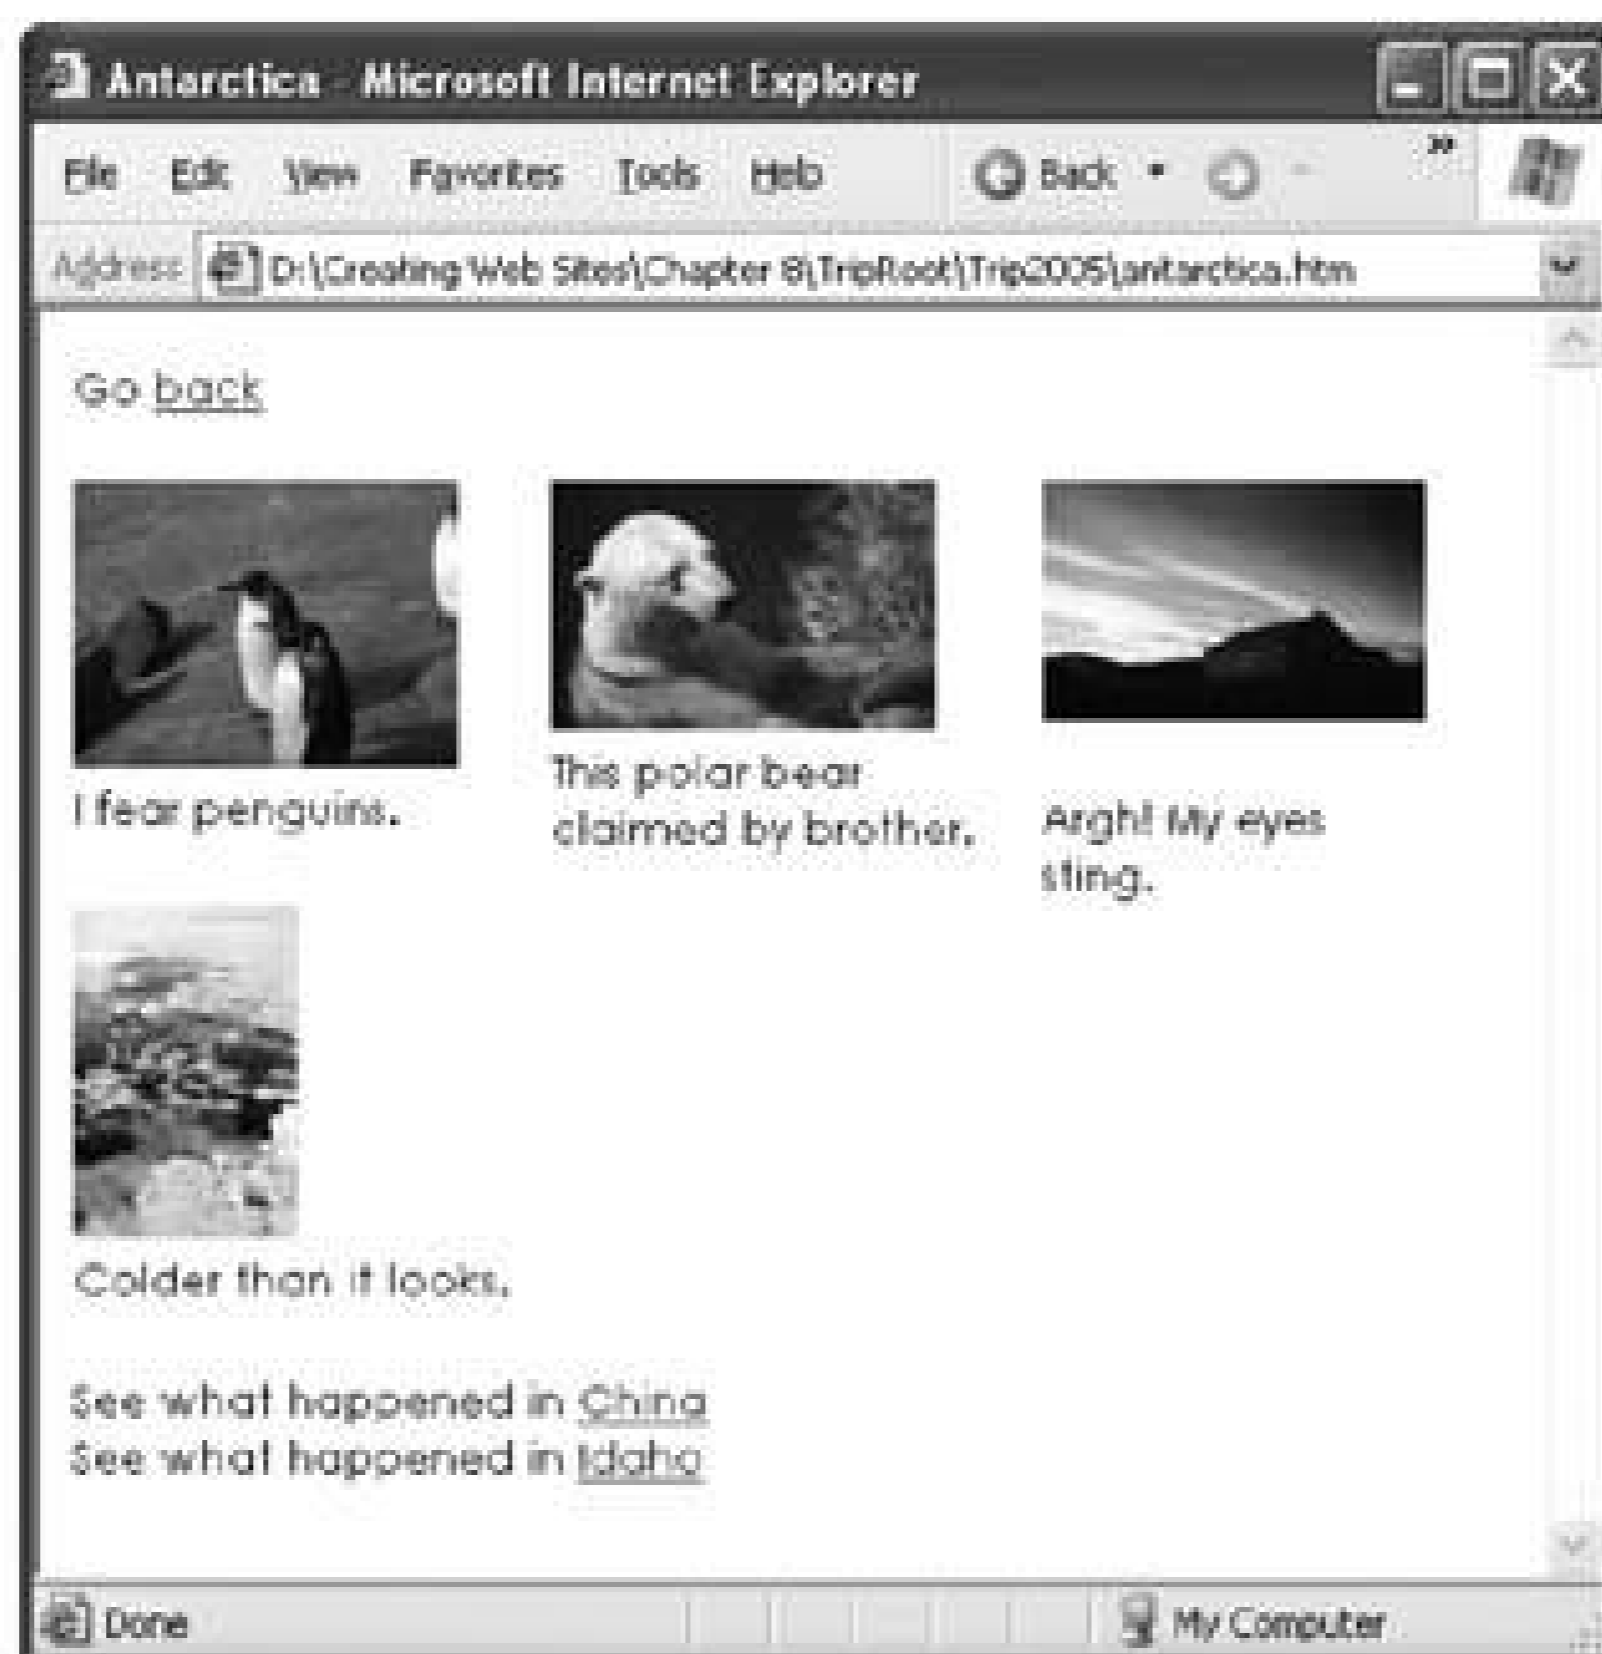 Antarctica - Microsoft Internet Explorer
File Edit View Favorites Tools Help Back »
Address D:\Creating Web Sites\Chapter 8\TripRoot\Trip2005\antarctica.htm
Go back
I fear penguins.
This polar bear
claimed by brother.
Argh! My eyes
sting.
Colder than it looks.
See what happened in China
See what happened in Idaho
Done My Computer